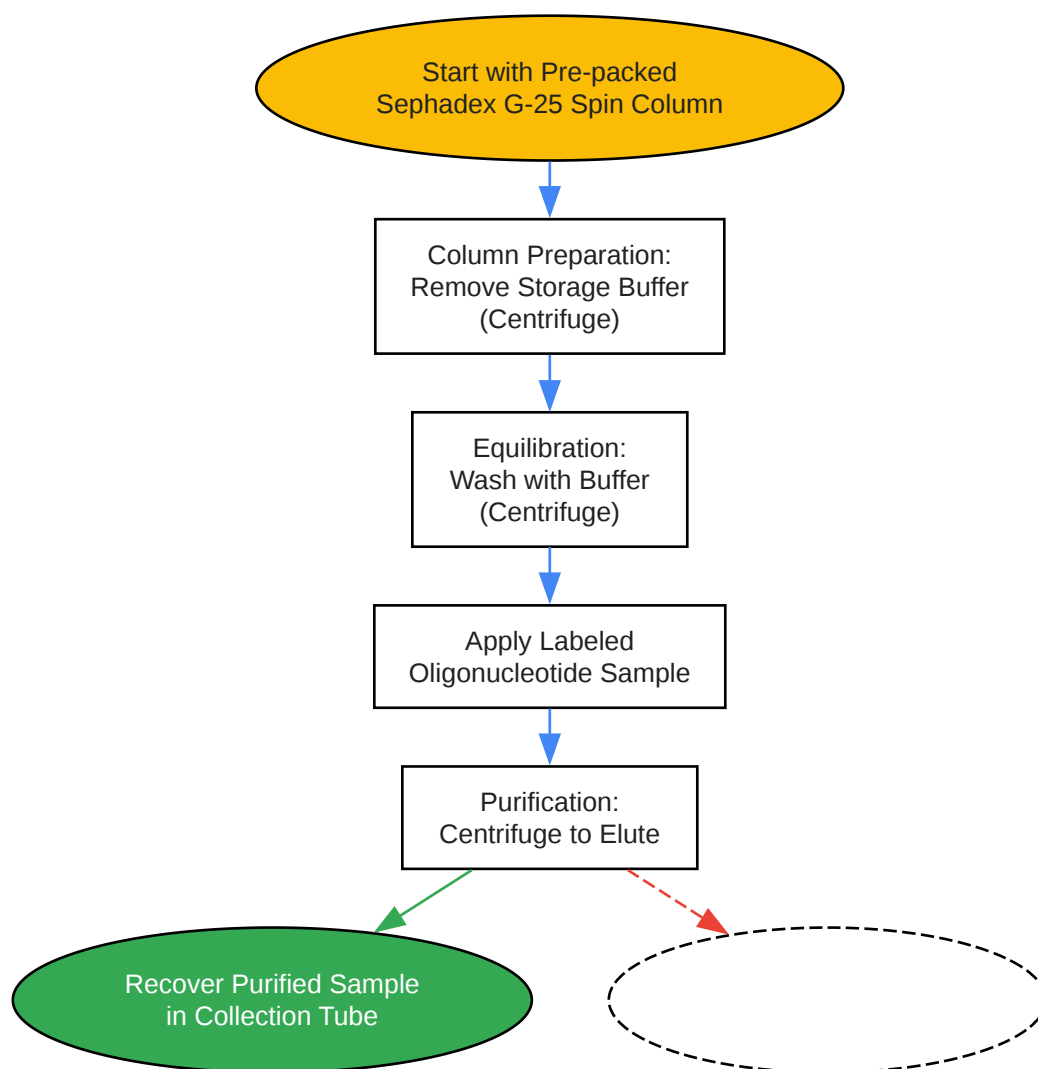 Start with Pre-packed
Sephadex G-25 Spin Column
Column Preparation:
Remove Storage Buffer
(Centrifuge)
Equilibration:
Wash with Buffer
(Centrifuge)
Apply Labeled
Oligonucleotide Sample
Purification:
Centrifuge to Elute
Recover Purified Sample
in Collection Tube